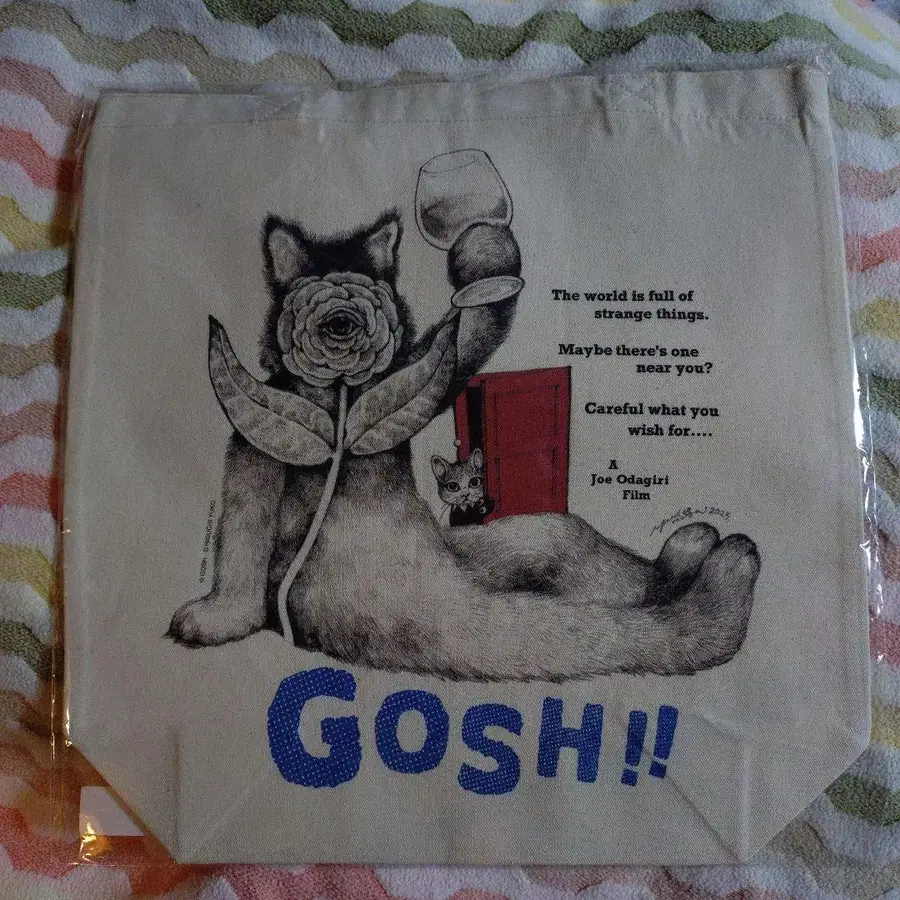 The world is full of
strange things.
Maybe there's one
near you?
Careful what you
wish for....
A
Joe Odagiri
Film
2025
GOSH!!